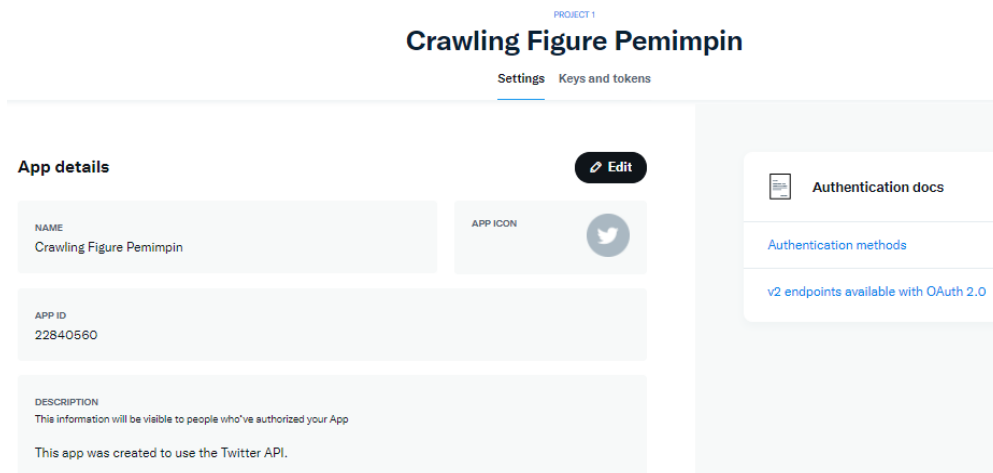 PROJECT 1
Crawling Figure Pemimpin
Settings Keys and tokens
App details
Edit
NAME
Crawling Figure Pemimpin
APP ICON
APP ID
22840560
DESCRIPTION
This information will be visible to people who've authorized your App
This app was created to use the Twitter API.
Authentication docs
Authentication methods
v2 endpoints available with OAuth 2.0